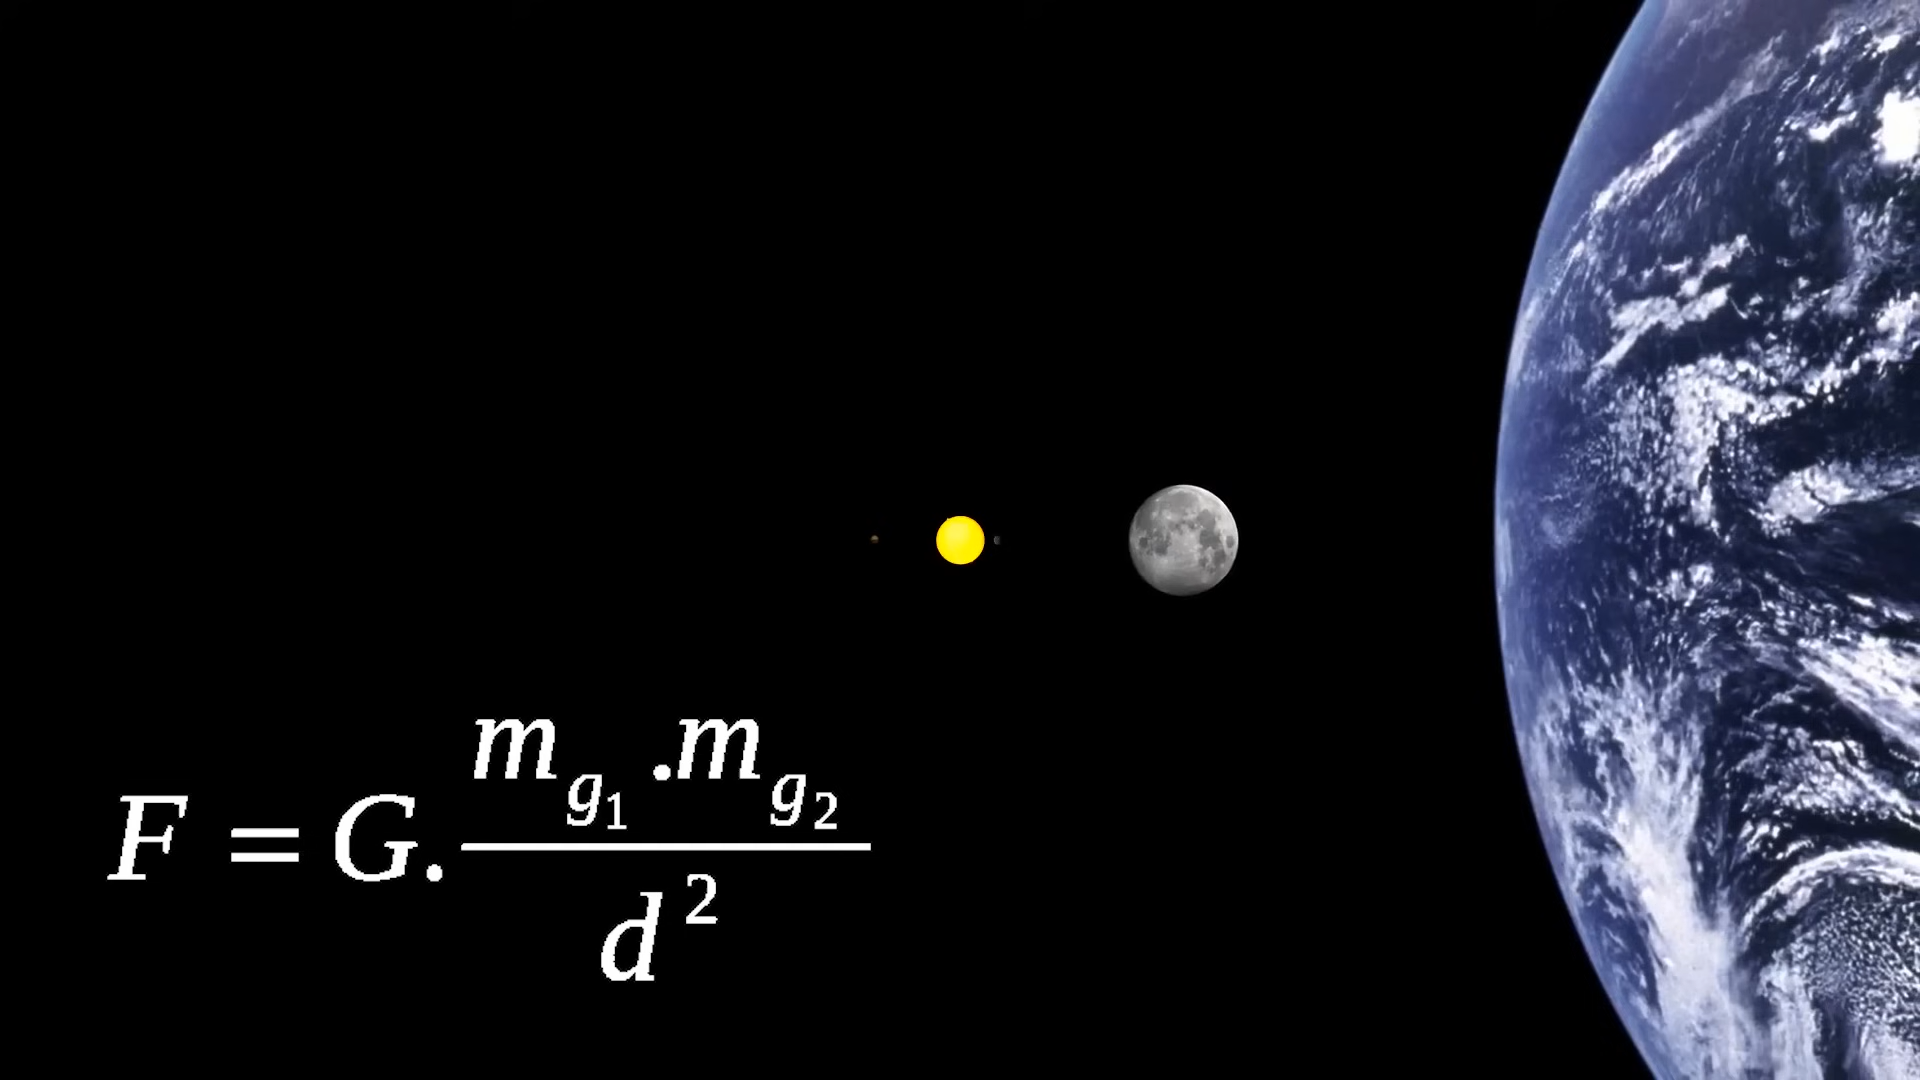 F = G. m_{g_1} . m_{g_2} / d^2